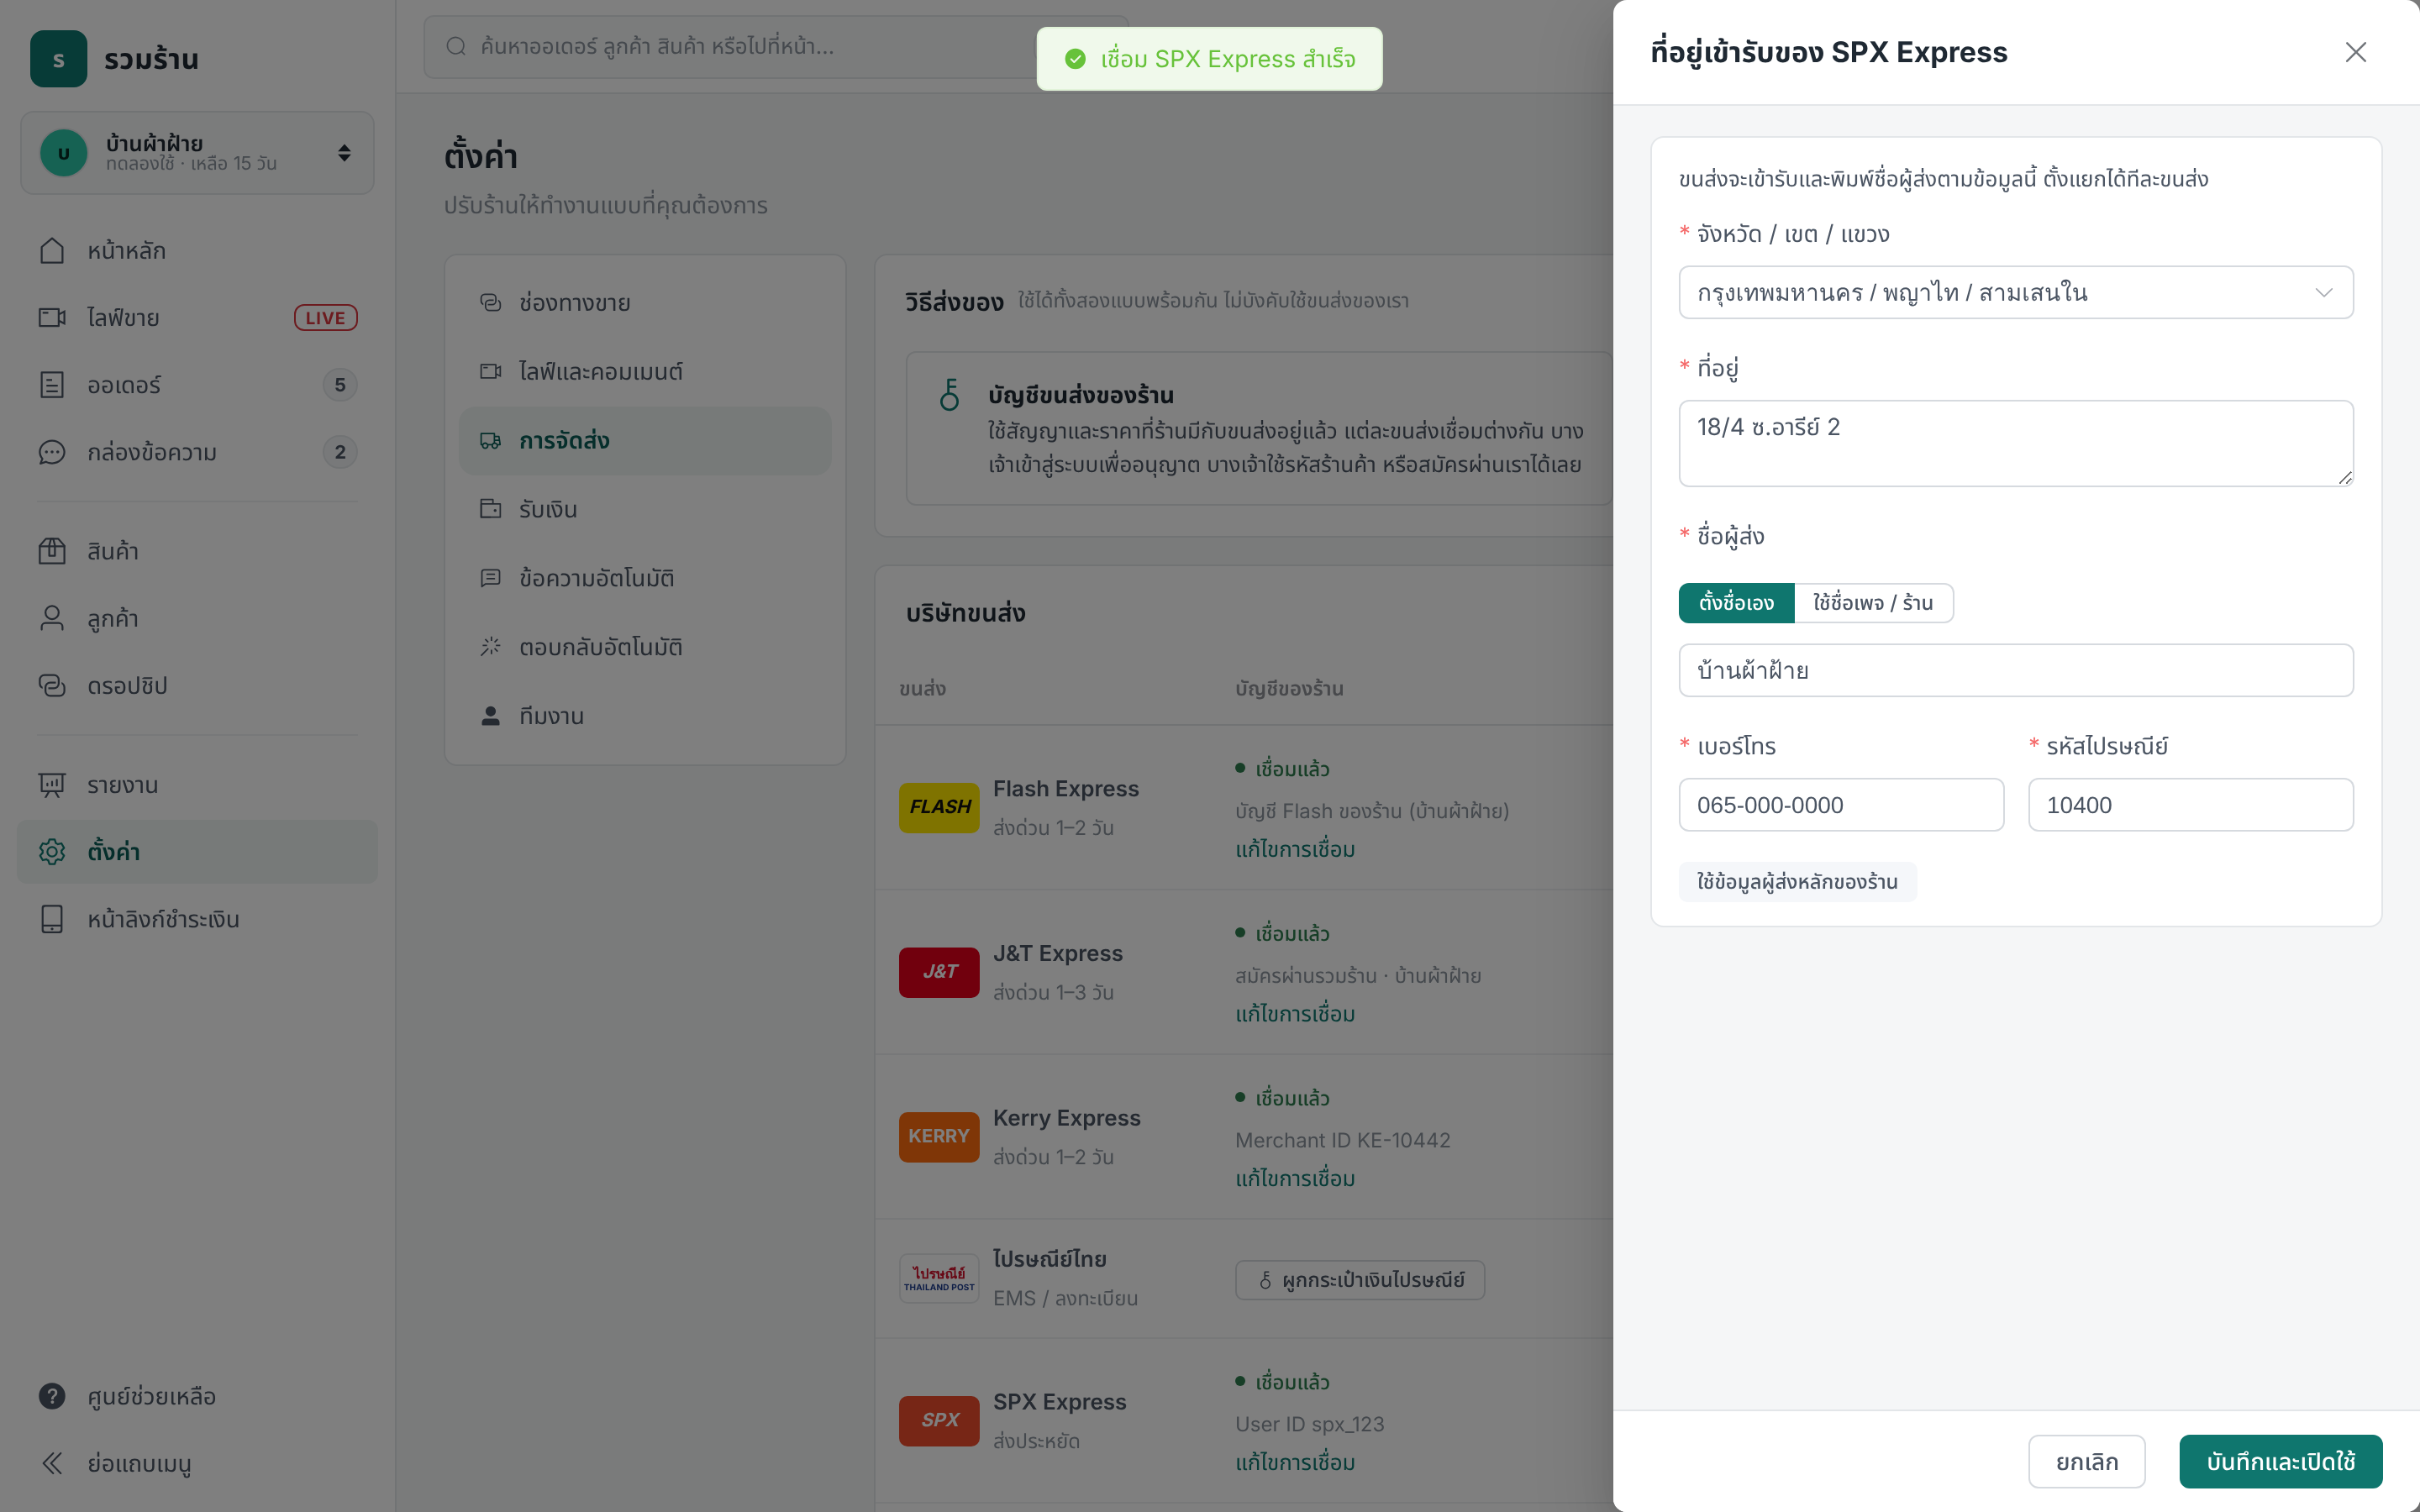 s รวมร้าน
บ บ้านผ้าฝ้าย
ทดลองใช้ · เหลือ 15 วัน
หน้าหลัก
ไลฟ์ขาย LIVE
ออเดอร์ 5
กล่องข้อความ 2
สินค้า
ลูกค้า
ดรอปชิป
รายงาน
ตั้งค่า
หน้าลิงก์ชำระเงิน
ศูนย์ช่วยเหลือ
ย่อแถบเมนู
ค้นหาออเดอร์ ลูกค้า สินค้า หรือไปที่หน้า...
เชื่อม SPX Express สำเร็จ
ตั้งค่า
ปรับร้านให้ทำงานแบบที่คุณต้องการ
ช่องทางขาย
ไลฟ์และคอมเมนต์
การจัดส่ง
รับเงิน
ข้อความอัตโนมัติ
ตอบกลับอัตโนมัติ
ทีมงาน
วิธีส่งของ ใช้ได้ทั้งสองแบบพร้อมกัน ไม่บังคับใช้ขนส่งของเรา
บัญชีขนส่งของร้าน
ใช้สัญญาและราคาที่ร้านมีกับขนส่งอยู่แล้ว แต่ละขนส่งเชื่อมต่างกัน บาง
เจ้าเข้าสู่ระบบเพื่ออนุญาต บางเจ้าใช้รหัสร้านค้า หรือสมัครผ่านเราได้เลย
บริษัทขนส่ง
ขนส่ง บัญชีของร้าน
FLASH Flash Express
ส่งด่วน 1–2 วัน
เชื่อมแล้ว
บัญชี Flash ของร้าน (บ้านผ้าฝ้าย)
แก้ไขการเชื่อม
J&T J&T Express
ส่งด่วน 1–3 วัน
เชื่อมแล้ว
สมัครผ่านรวมร้าน · บ้านผ้าฝ้าย
แก้ไขการเชื่อม
KERRY Kerry Express
ส่งด่วน 1–2 วัน
เชื่อมแล้ว
Merchant ID KE-10442
แก้ไขการเชื่อม
ไปรษณีย์
THAILAND POST
ไปรษณีย์ไทย
EMS / ลงทะเบียน
ผูกกระเป๋าเงินไปรษณีย์
SPX SPX Express
ส่งประหยัด
เชื่อมแล้ว
User ID spx_123
แก้ไขการเชื่อม
ที่อยู่เข้ารับของ SPX Express
ขนส่งจะเข้ารับและพิมพ์ชื่อผู้ส่งตามข้อมูลนี้ ตั้งแยกได้ทีละขนส่ง
* จังหวัด / เขต / แขวง
กรุงเทพมหานคร / พญาไท / สามเสนใน
* ที่อยู่
18/4 ซ.อารีย์ 2
* ชื่อผู้ส่ง
ตั้งชื่อเอง ใช้ชื่อเพจ / ร้าน
บ้านผ้าฝ้าย
* เบอร์โทร * รหัสไปรษณีย์
065-000-0000 10400
ใช้ข้อมูลผู้ส่งหลักของร้าน
ยกเลิก บันทึกและเปิดใช้